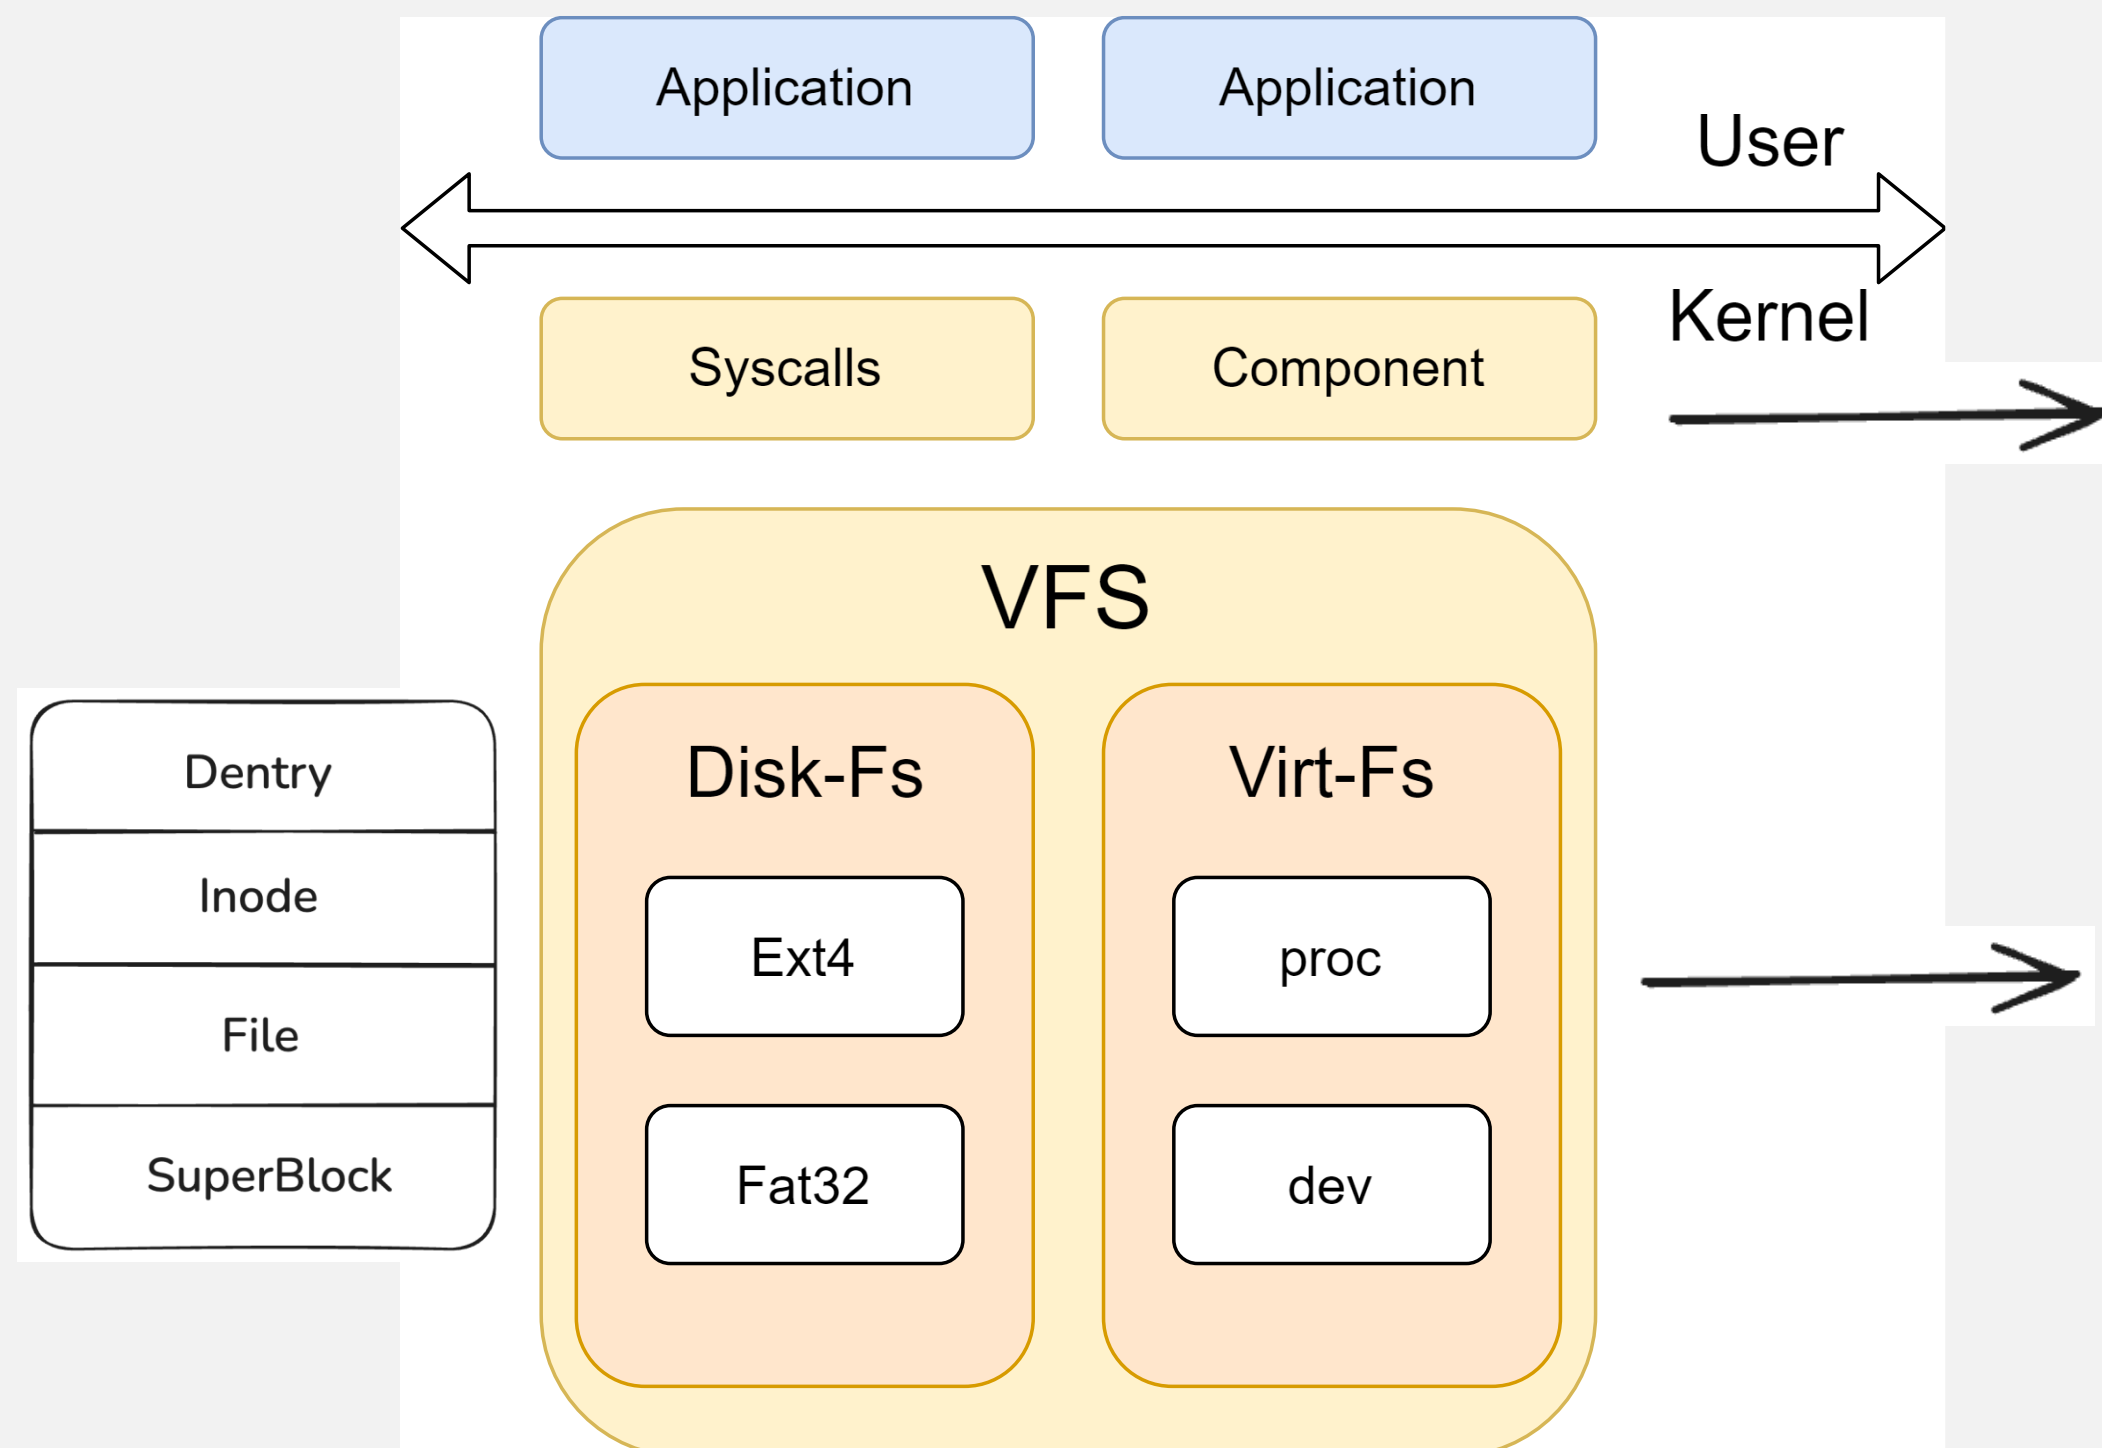 Application
Application
User
Kernel
Syscalls
Component
VFS
Dentry
Inode
File
SuperBlock
Disk-Fs
Ext4
Fat32
Virt-Fs
proc
dev